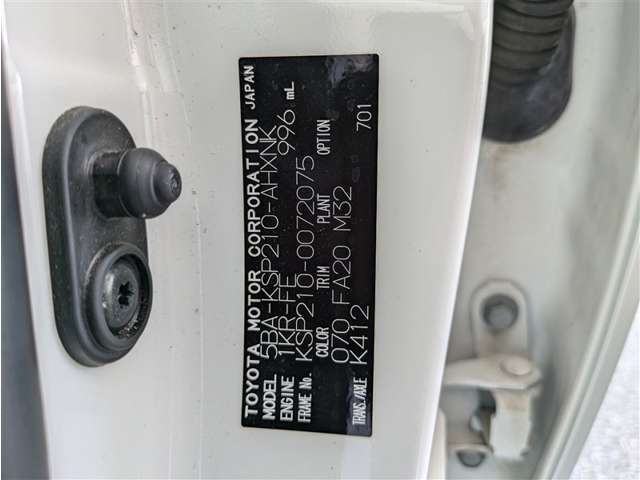 TOYOTA MOTOR CORPORATION JAPAN
MODEL 5BA-KSP210-AHXNK
ENGINE 1KR-FE 996 mL
FRAME No. KSP210-0072075
COLOR TRIM PLANT OPTION
070 FA20 M32
TRANS./AXLE K412 701